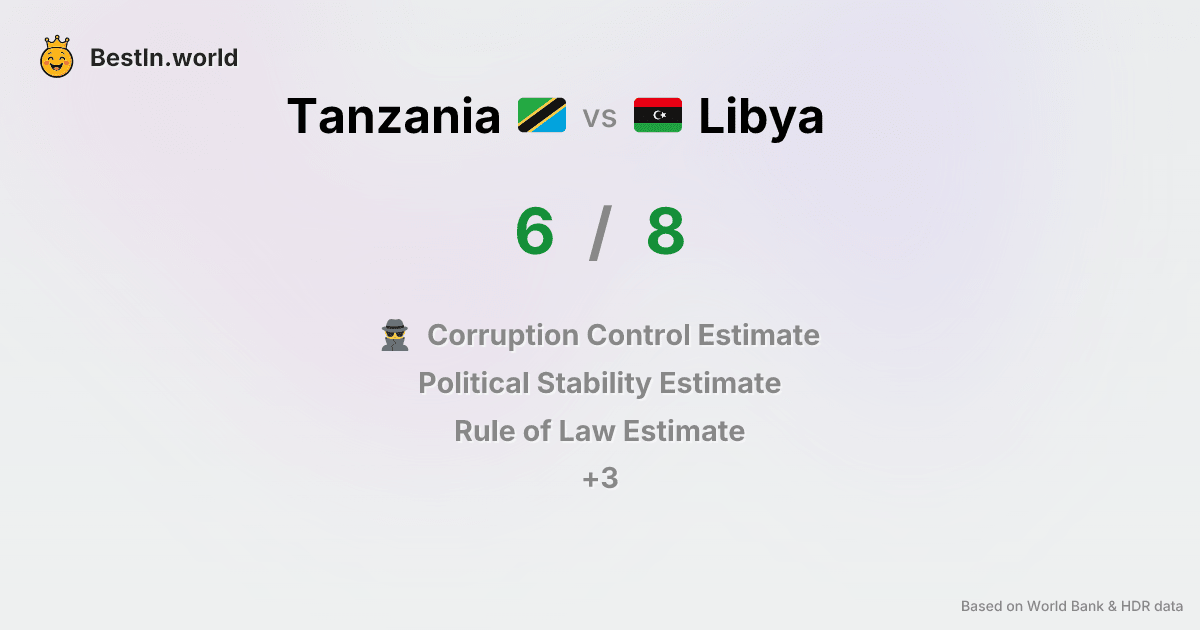 BestIn.world
Tanzania vs Libya
6 / 8
Corruption Control Estimate
Political Stability Estimate
Rule of Law Estimate
+3
Based on World Bank & HDR data